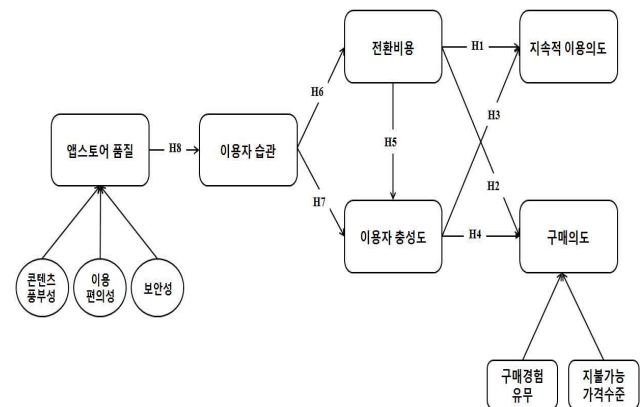 전환비용
H1
지속적 이용의도
H6
H3
앱스토어 품질
H8
이용자 습관
H5
H7
H2
이용자 충성도
H4
구매의도
콘텐츠
풍부성
이용
편의성
보안성
구매경험
유무
지불가능
가격수준